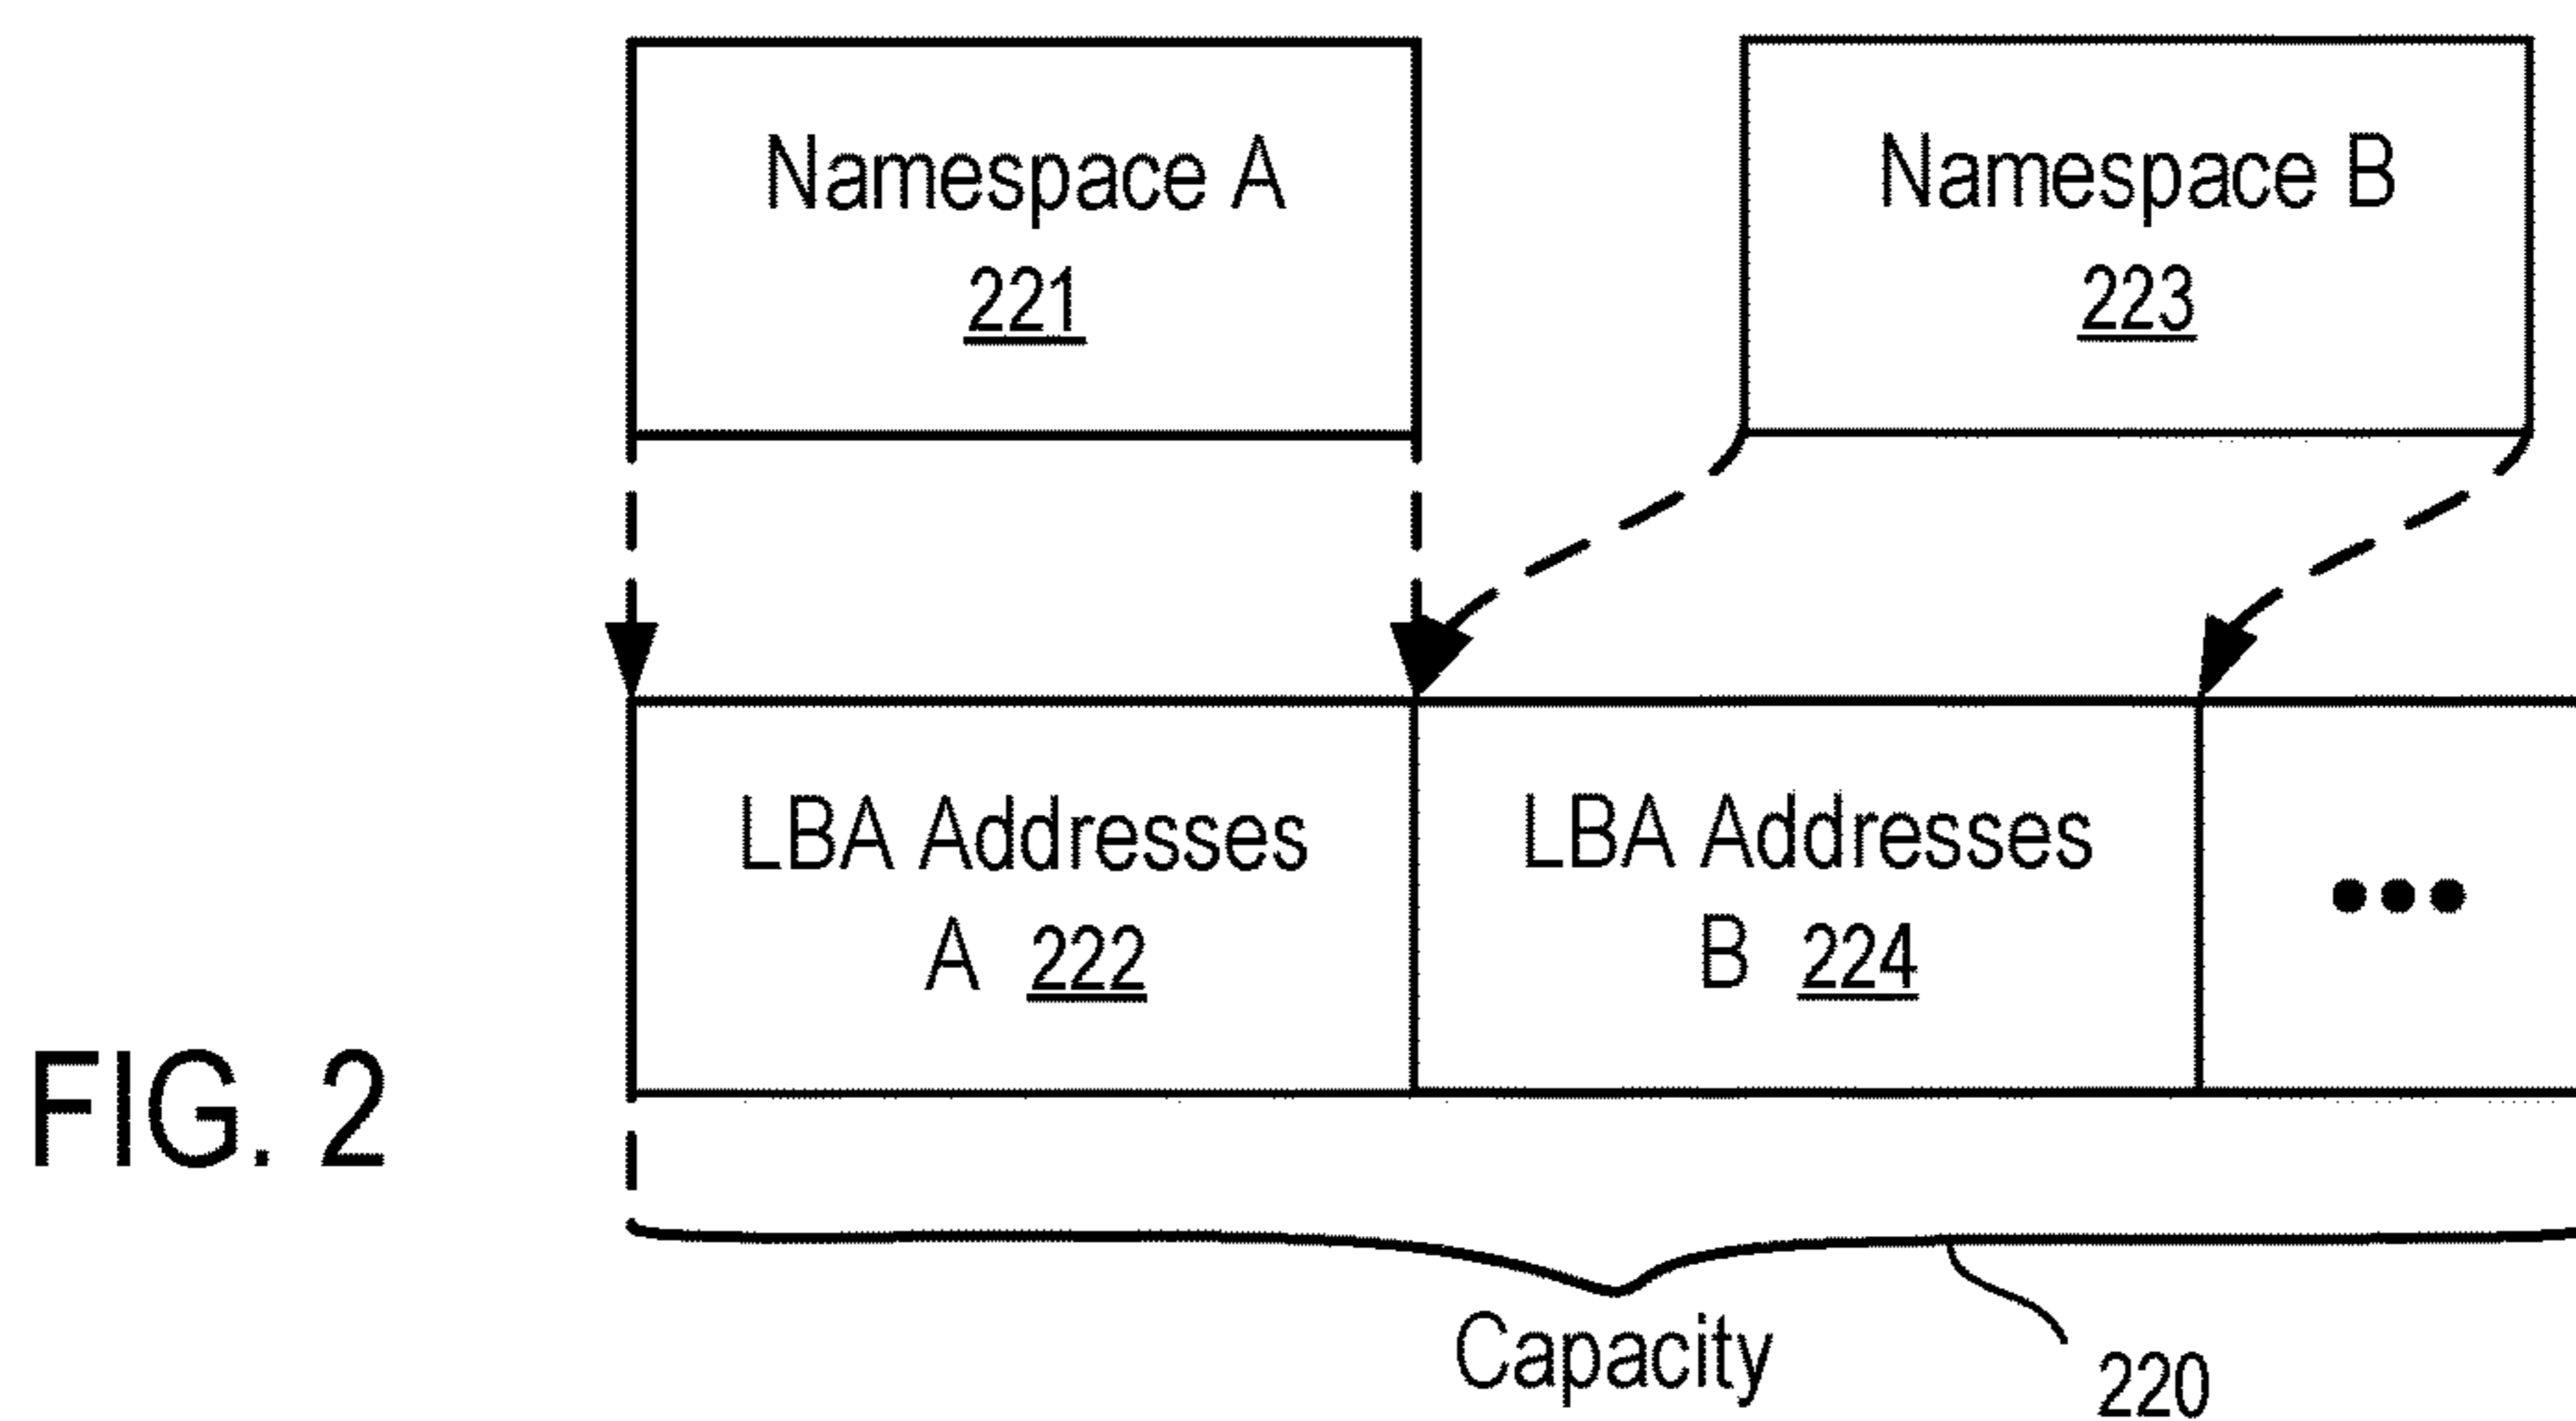 Namespace A
221
Namespace B
223
LBA Addresses
A 222
LBA Addresses
B 224
•••
FIG. 2
Capacity
220